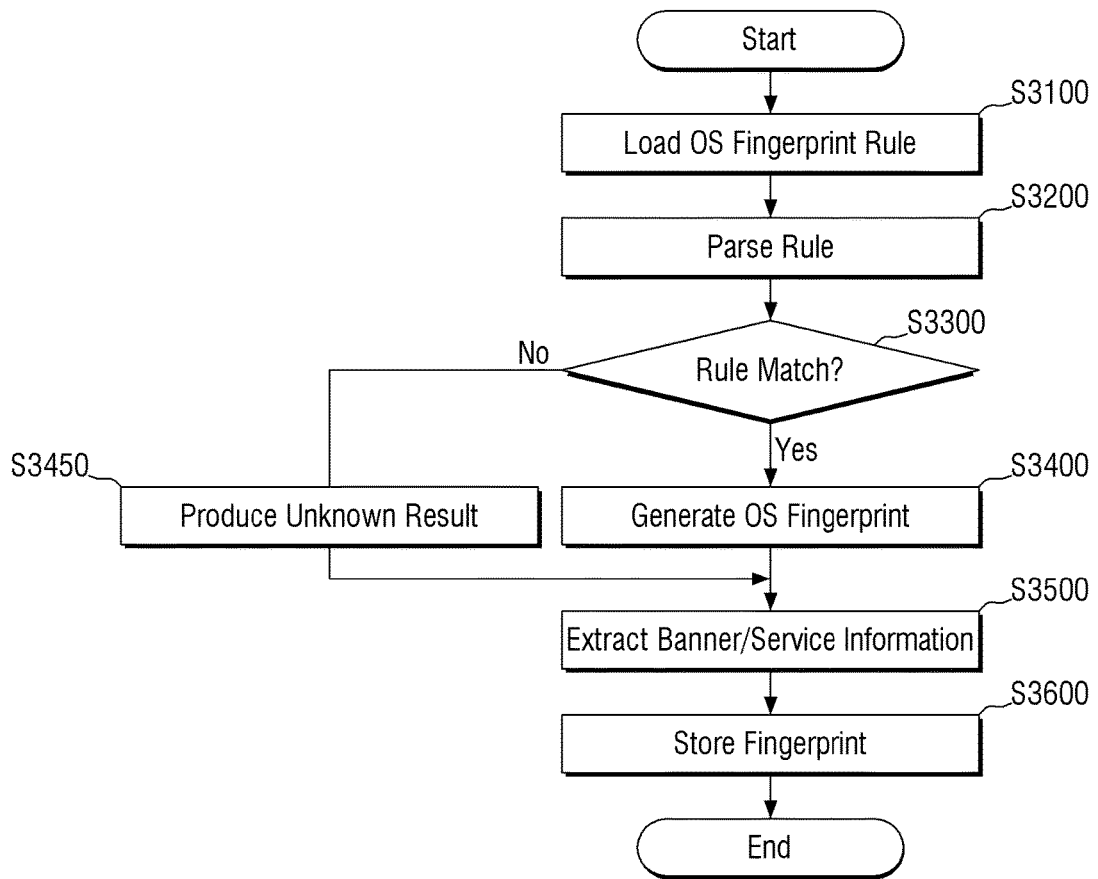 Start
S3100
Load OS Fingerprint Rule
S3200
Parse Rule
S3300
Rule Match?
No
Yes
S3450
Produce Unknown Result
S3400
Generate OS Fingerprint
S3500
Extract Banner/Service Information
S3600
Store Fingerprint
End